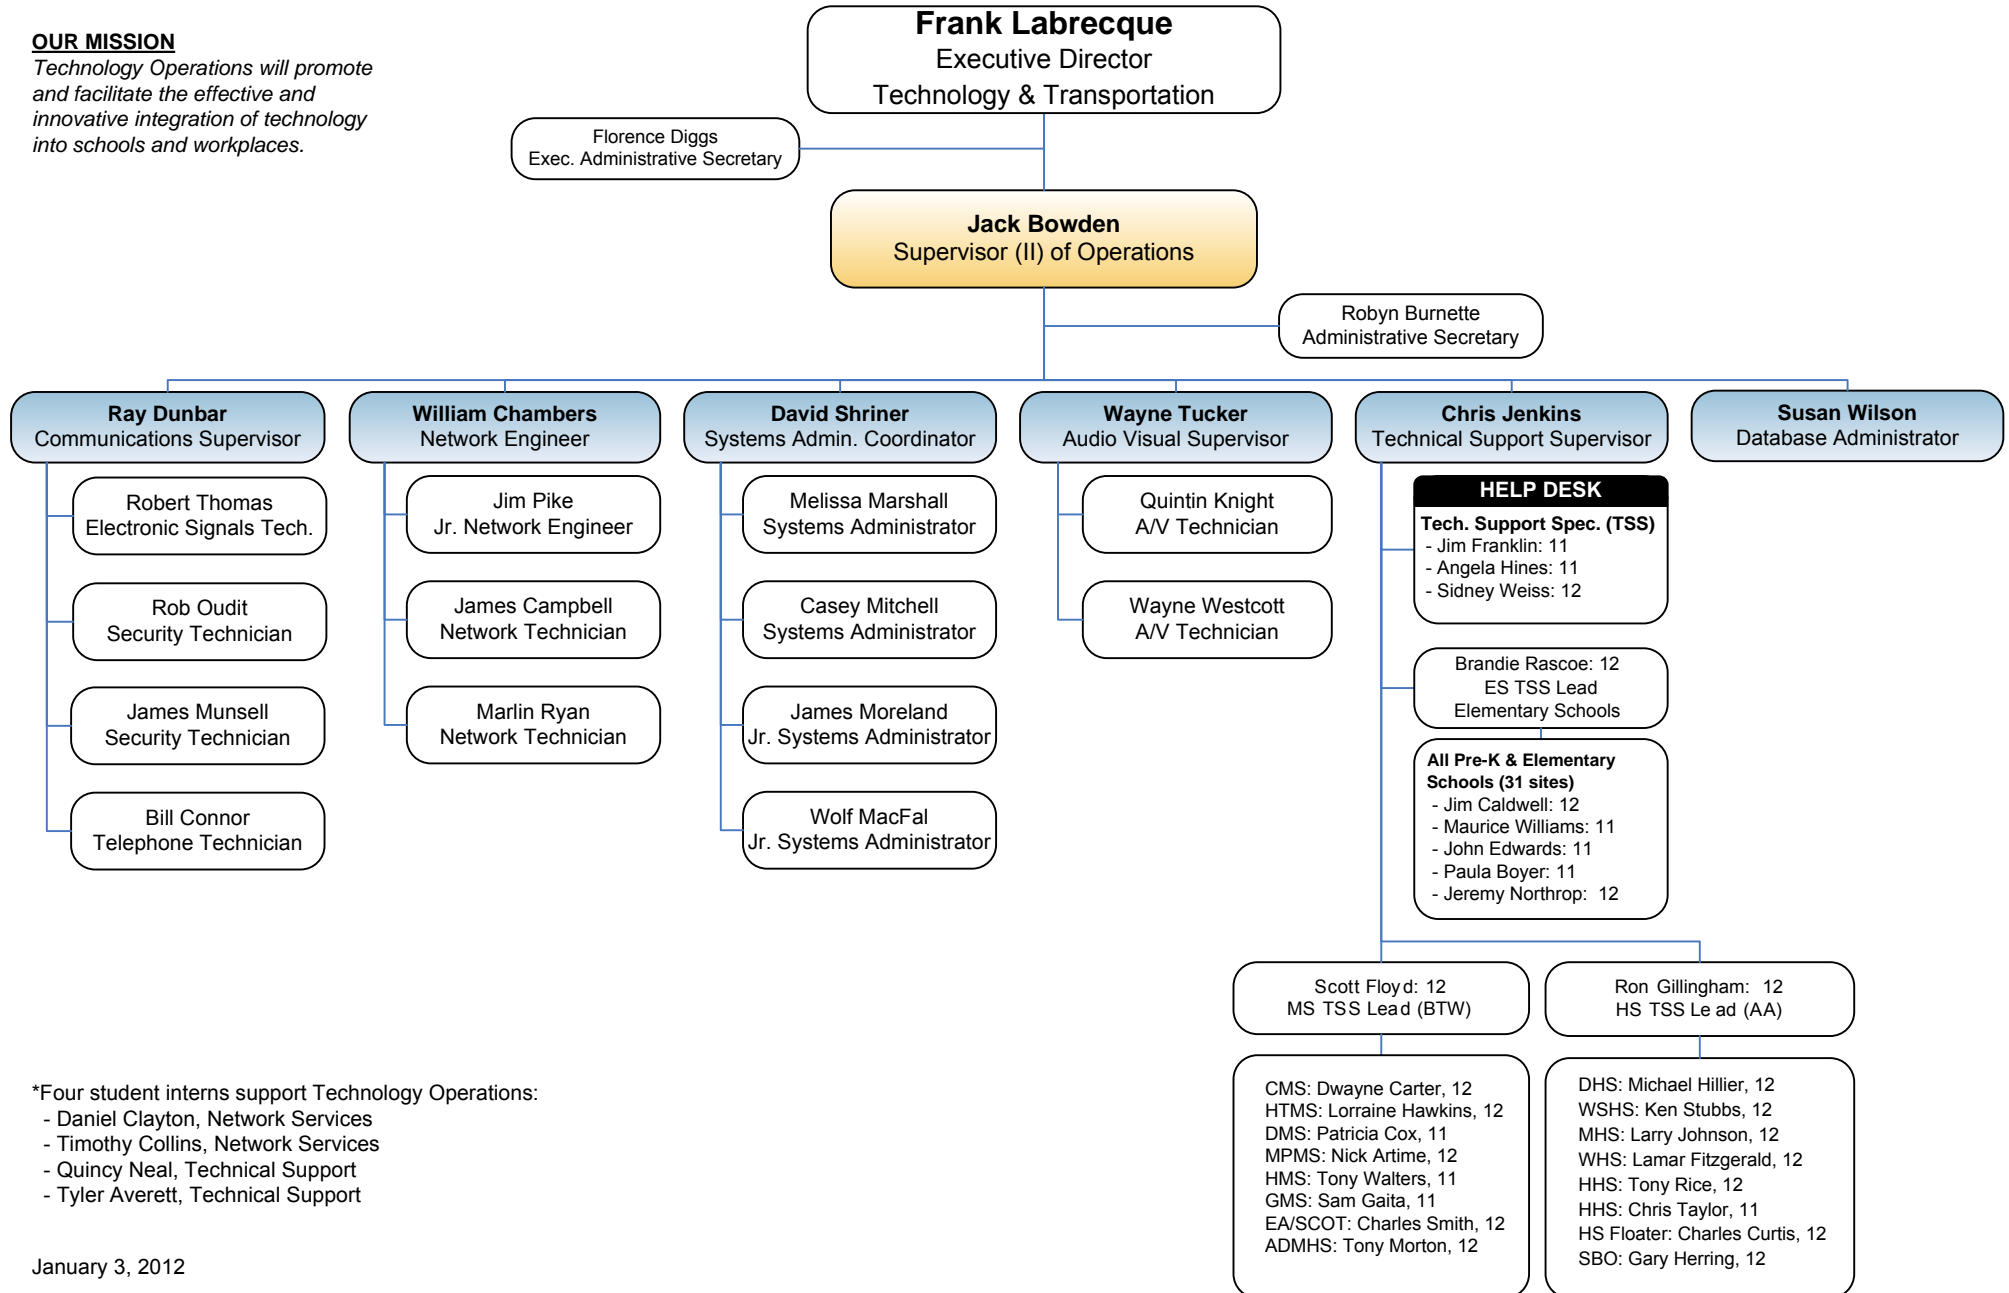 OUR MISSION
Technology Operations will promote
and facilitate the effective and
innovative integration of technology
into schools and workplaces.
Frank Labrecque
Executive Director
Technology & Transportation
Florence Diggs
Exec. Administrative Secretary
Jack Bowden
Supervisor (II) of Operations
Robyn Burnette
Administrative Secretary
Ray Dunbar
Communications Supervisor
Robert Thomas
Electronic Signals Tech.
Rob Oudit
Security Technician
James Munsell
Security Technician
Bill Connor
Telephone Technician
William Chambers
Network Engineer
Jim Pike
Jr. Network Engineer
James Campbell
Network Technician
Marlin Ryan
Network Technician
David Shriner
Systems Admin. Coordinator
Melissa Marshall
Systems Administrator
Casey Mitchell
Systems Administrator
James Moreland
Jr. Systems Administrator
Wolf MacFal
Jr. Systems Administrator
Wayne Tucker
Audio Visual Supervisor
Quintin Knight
A/V Technician
Wayne Westcott
A/V Technician
Chris Jenkins
Technical Support Supervisor
HELP DESK
Tech. Support Spec. (TSS)
- Jim Franklin: 11
- Angela Hines: 11
- Sidney Weiss: 12
Brandie Rascoe: 12
ES TSS Lead
Elementary Schools
All Pre-K & Elementary
Schools (31 sites)
- Jim Caldwell: 12
- Maurice Williams: 11
- John Edwards: 11
- Paula Boyer: 11
- Jeremy Northrop: 12
Scott Floyd: 12
MS TSS Lead (BTW)
CMS: Dwayne Carter, 12
HTMS: Lorraine Hawkins, 12
DMS: Patricia Cox, 11
MPMS: Nick Artime, 12
HMS: Tony Walters, 11
GMS: Sam Gaita, 11
EA/SCOT: Charles Smith, 12
ADMHS: Tony Morton, 12
Ron Gillingham: 12
HS TSS Le ad (AA)
DHS: Michael Hillier, 12
WSHS: Ken Stubbs, 12
MHS: Larry Johnson, 12
WHS: Lamar Fitzgerald, 12
HHS: Tony Rice, 12
HHS: Chris Taylor, 11
HS Floater: Charles Curtis, 12
SBO: Gary Herring, 12
Susan Wilson
Database Administrator
*Four student interns support Technology Operations:
- Daniel Clayton, Network Services
- Timothy Collins, Network Services
- Quincy Neal, Technical Support
- Tyler Averett, Technical Support
January 3, 2012